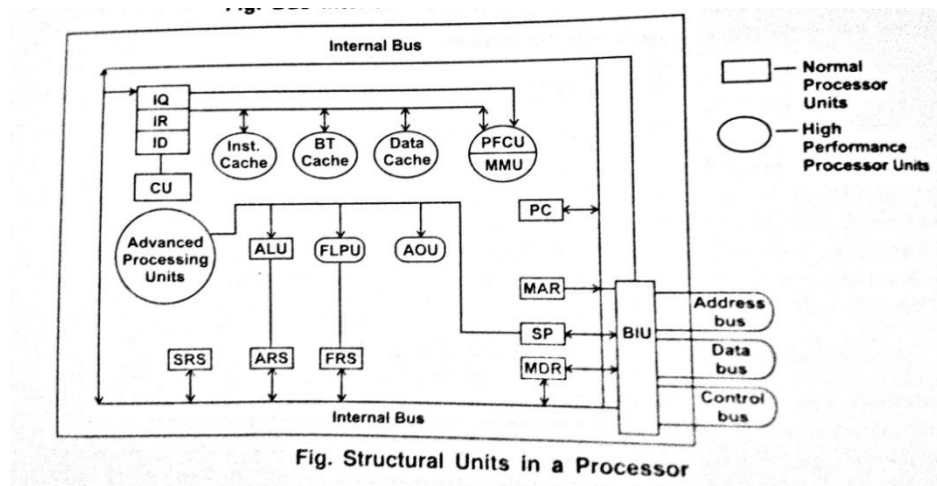 Internal Bus
IQ
IR
ID
CU
Inst.
Cache
BT
Cache
Data
Cache
PFCU
MMU
Normal
Processor
Units
High
Performance
Processor Units
PC
Advanced
Processing
Units
ALU
FLPU
AOU
MAR
SP
MDR
BIU
Address
bus
Data
bus
Control
bus
SRS
ARS
FRS
Internal Bus
Fig. Structural Units in a Processor